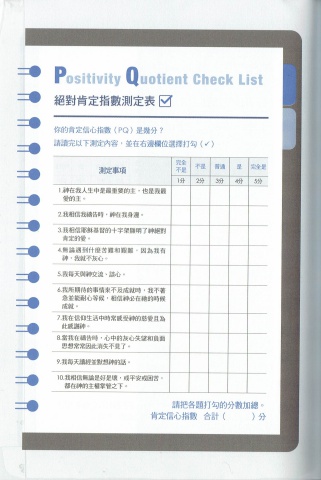 Positivity Quotient Check List
絕對肯定指數測定表
你的肯定信心指數（PQ）是幾分？
請讀完以下測定內容，並在右邊欄位選擇打勾（✓）
測定事項 完全不是 不是 普通 是 完全是
1分 2分 3分 4分 5分
1.神在我人生中是最重要的主，也是我最
愛的主。
2.我相信我禱告時，神在我身邊。
3.我相信耶穌基督的十字架顯明了神絕對
肯定的愛。
4.無論遇到什麼苦難和艱難，因為我有
神，我就不灰心。
5.我每天與神交流、談心。
6.我所期待的事情來不及成就時，我不著
急並能耐心等候，相信神必在祂的時候
成就。
7.我在信仰生活中時常感受神的慈愛且為
此感謝神。
8.當我在禱告時，心中的灰心失望和負面
思想常常因此消失不見了。
9.我每天讀經並默想神的話。
10.我相信無論是好是壞，或平安或困苦，
都在神的主權掌管之下。
請把各題打勾的分數加總。
肯定信心指數 合計（ ）分